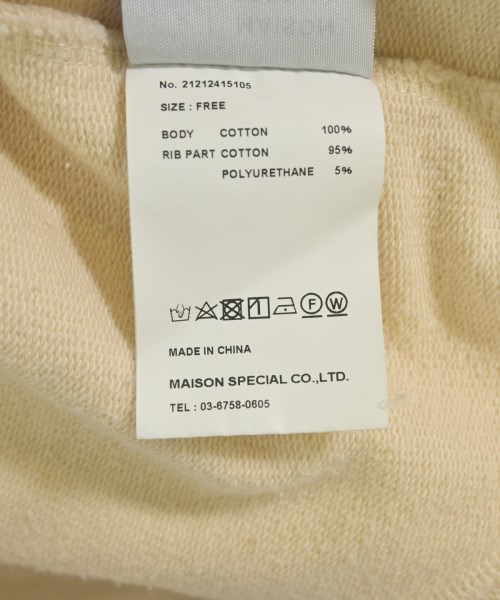 No. 21212415105
SIZE : FREE
BODY COTTON 100%
RIB PART COTTON 95%
POLYURETHANE 5%
F W
MADE IN CHINA
MAISON SPECIAL CO.,LTD.
TEL : 03-6758-0605